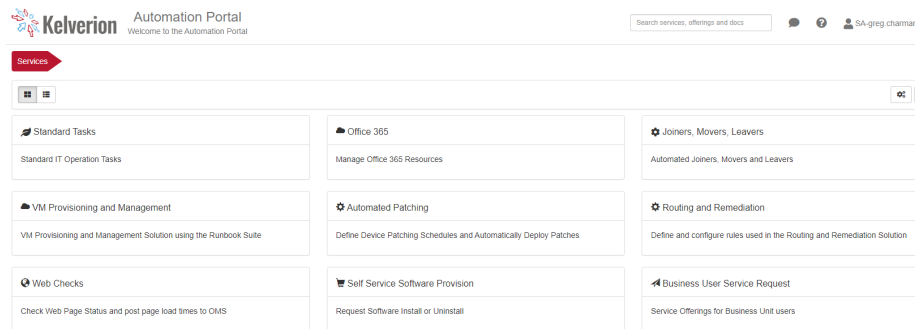 Kelverion
Automation Portal
Welcome to the Automation Portal
Search services, offerings and docs
SA-greg.charman
Services
Standard Tasks
Standard IT Operation Tasks
Office 365
Manage Office 365 Resources
Joiners, Movers, Leavers
Automated Joiners, Movers and Leavers
VM Provisioning and Management
VM Provisioning and Management Solution using the Runbook Suite
Automated Patching
Define Device Patching Schedules and Automatically Deploy Patches
Routing and Remediation
Define and configure rules used in the Routing and Remediation Solution
Web Checks
Check Web Page Status and post page load times to OMS
Self Service Software Provision
Request Software Install or Uninstall
Business User Service Request
Service Offerings for Business Unit users